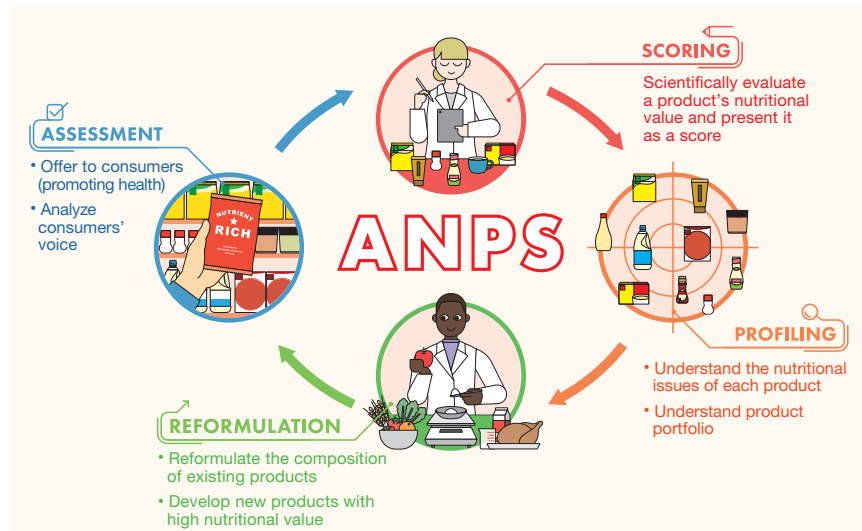 SCORING
Scientifically evaluate
a product's nutritional
value and present it
as a score
ASSESSMENT
• Offer to consumers
(promoting health)
• Analyze
consumers'
voice
NUTRIENT
RICH
ANPS
PROFILING
• Understand the nutritional
issues of each product
• Understand product
portfolio
REFORMULATION
• Reformulate the composition
of existing products
• Develop new products with
high nutritional value